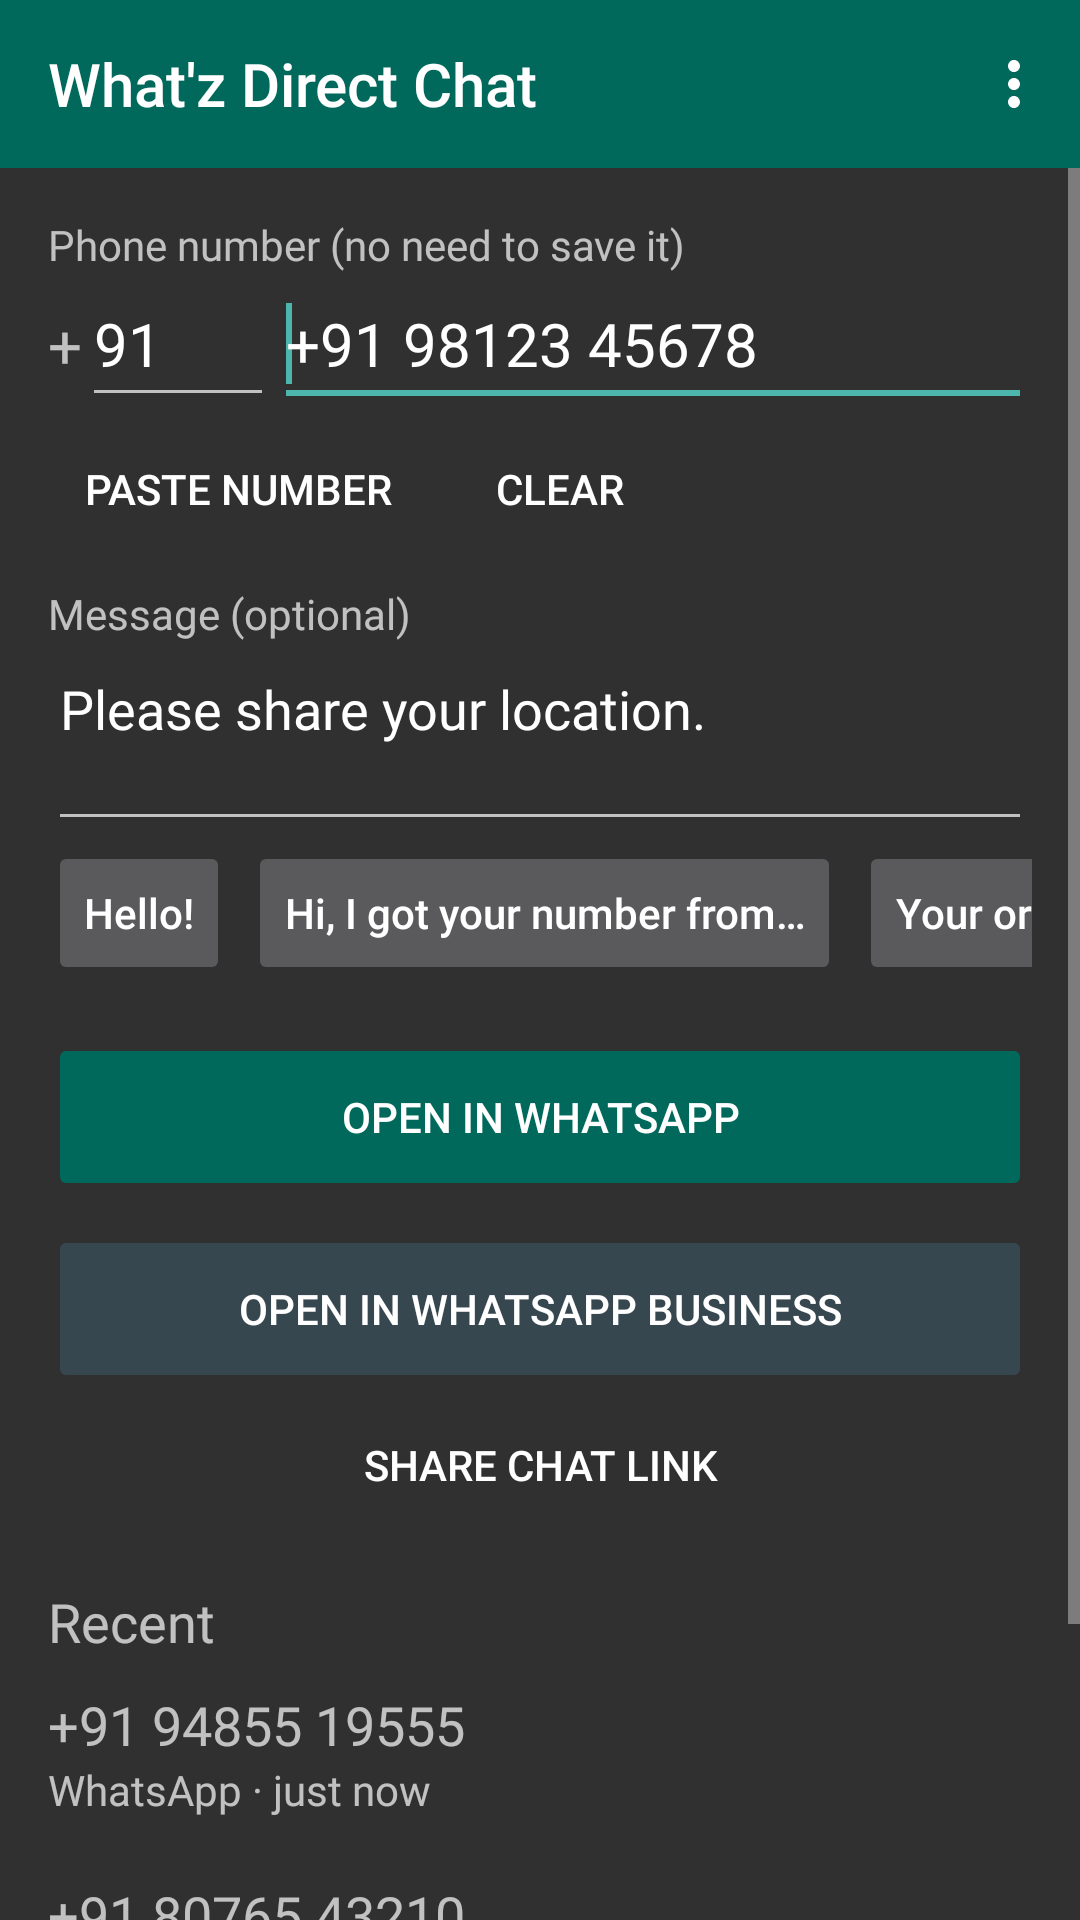 What'z Direct Chat
Phone number (no need to save it)
+ 91 +91 98123 45678
PASTE NUMBER CLEAR
Message (optional)
Please share your location.
Hello! Hi, I got your number from... Your or
OPEN IN WHATSAPP
OPEN IN WHATSAPP BUSINESS
SHARE CHAT LINK
Recent
+91 94855 19555
WhatsApp · just now
+91 80765 43210